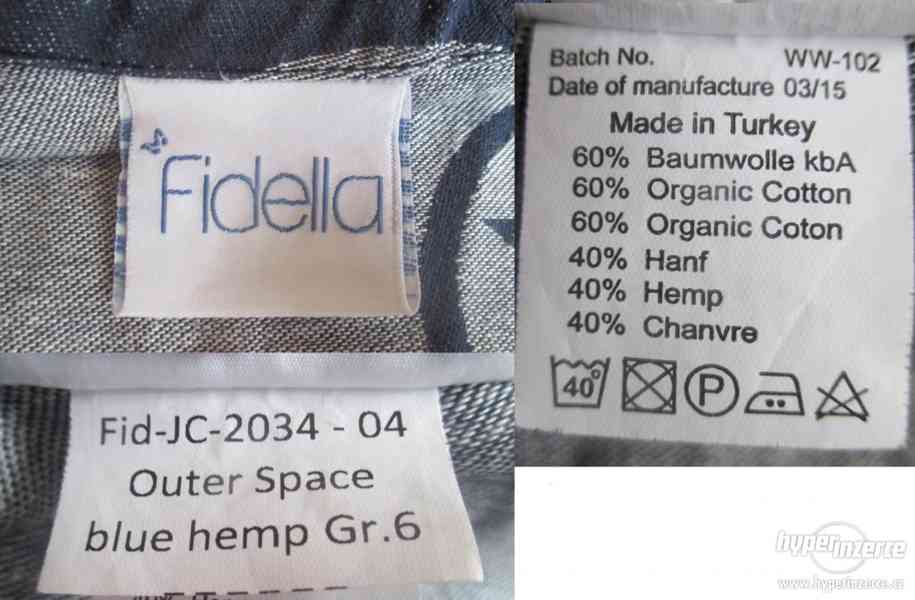 Fidella
Batch No. WW-102
Date of manufacture 03/15
Made in Turkey
60% Baumwolle kbA
60% Organic Cotton
60% Organic Coton
40% Hanf
40% Hemp
40% Chanvre
40°
P
Fid-JC-2034 - 04
Outer Space
blue hemp Gr.6
hyperinzerce
www.hyperinzerce.cz